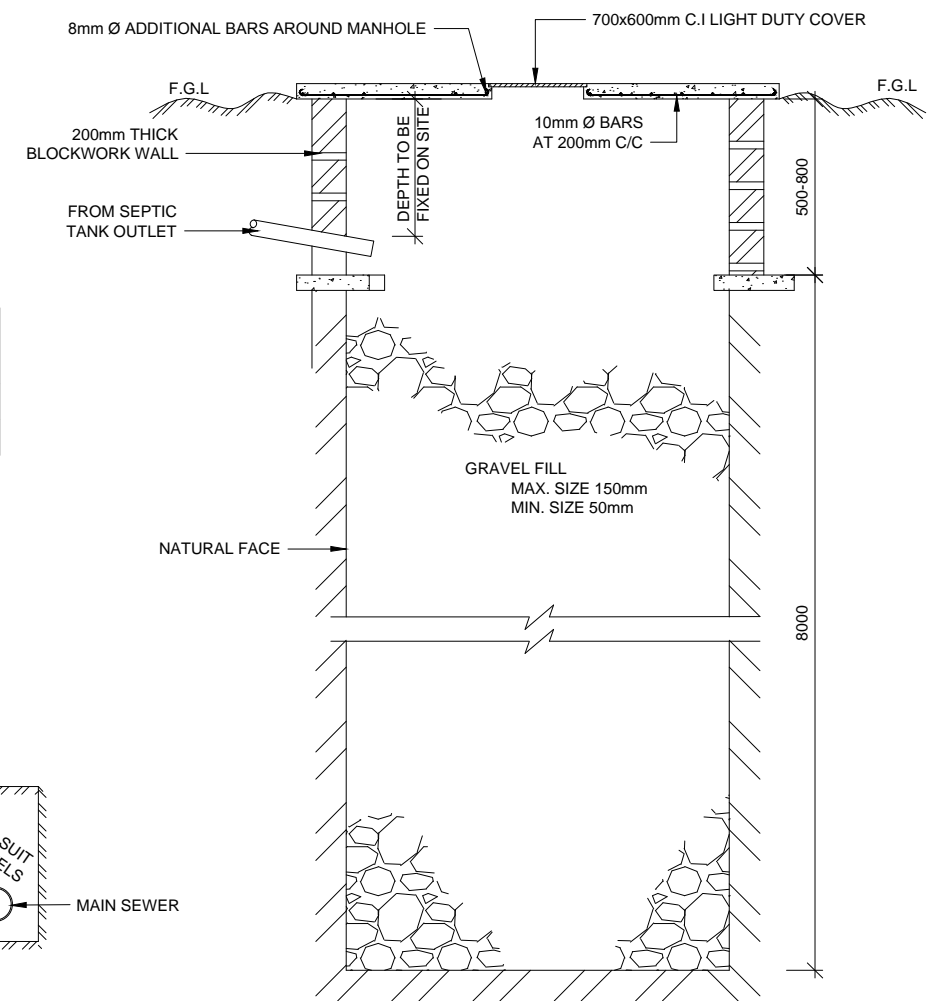 700x600mm C.I LIGHT DUTY COVER
8mm Ø ADDITIONAL BARS AROUND MANHOLE
F.G.L
F.G.L
200mm THICK
BLOCKWORK WALL
10mm Ø BARS
AT 200mm C/C
DEPTH TO BE
FIXED ON SITE
500-800
FROM SEPTIC
TANK OUTLET
GRAVEL FILL
MAX. SIZE 150mm
MIN. SIZE 50mm
NATURAL FACE
8000
SUIT
MAIN SEWER